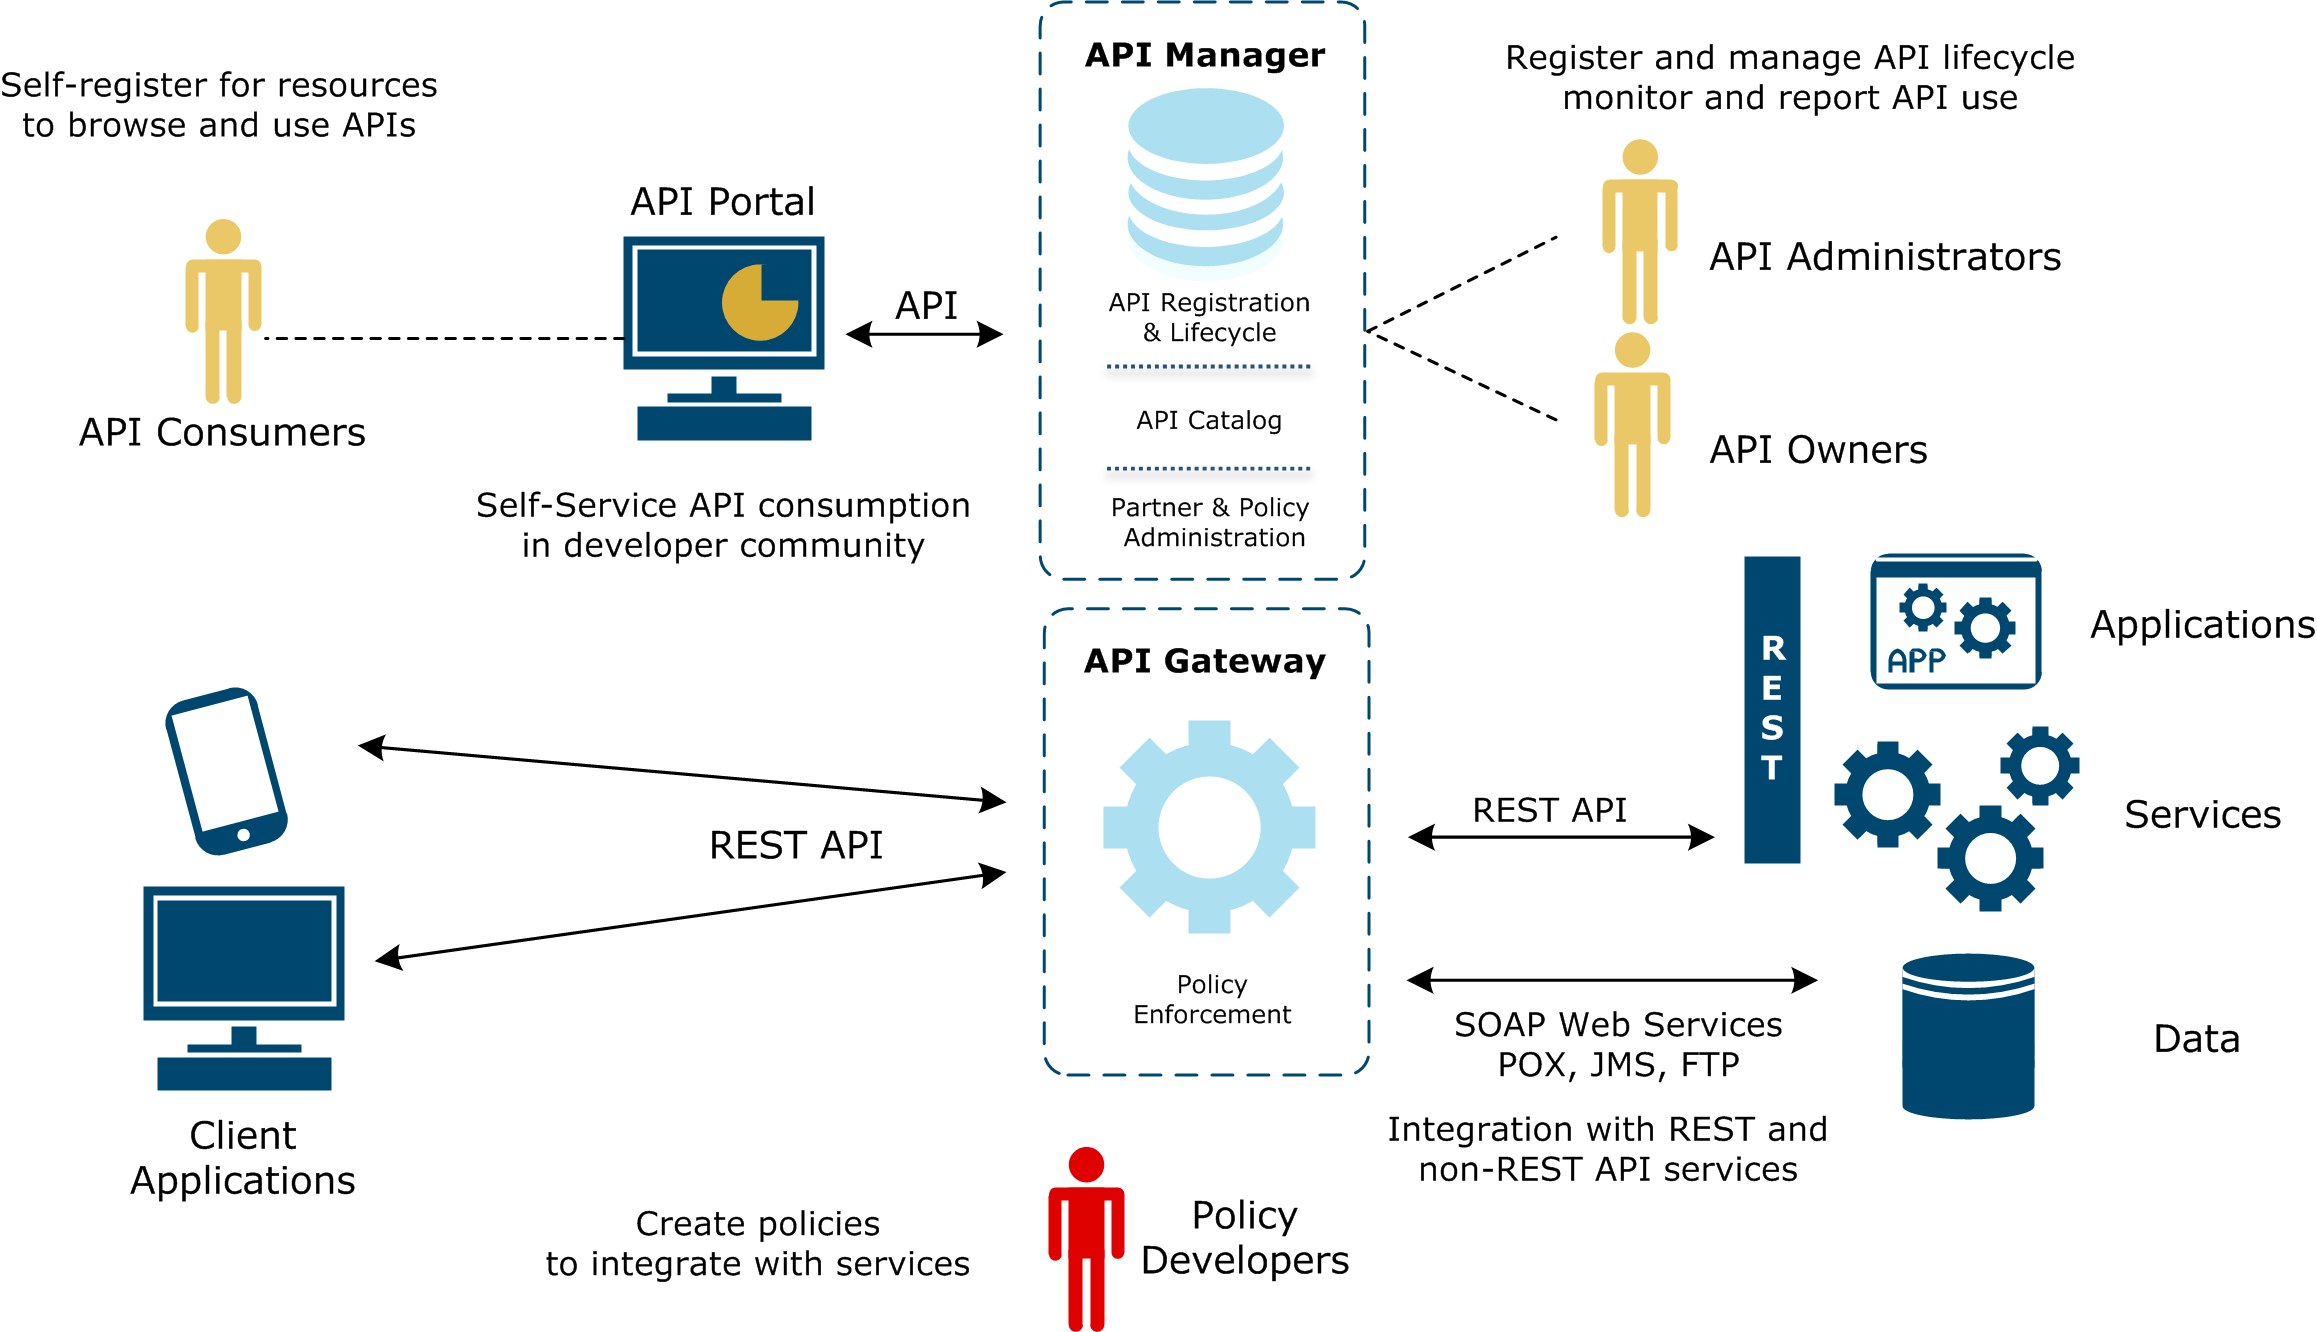 Self-register for resources
to browse and use APIs
API Consumers
API Portal
Self-Service API consumption
in developer community
API
API Manager
API Registration
& Lifecycle
API Catalog
Partner & Policy
Administration
Register and manage API lifecycle
monitor and report API use
API Administrators
API Owners
Client
Applications
REST API
API Gateway
Policy
Enforcement
REST API
REST
APP
Applications
Services
SOAP Web Services
POX, JMS, FTP
Data
Integration with REST and
non-REST API services
Create policies
to integrate with services
Policy
Developers